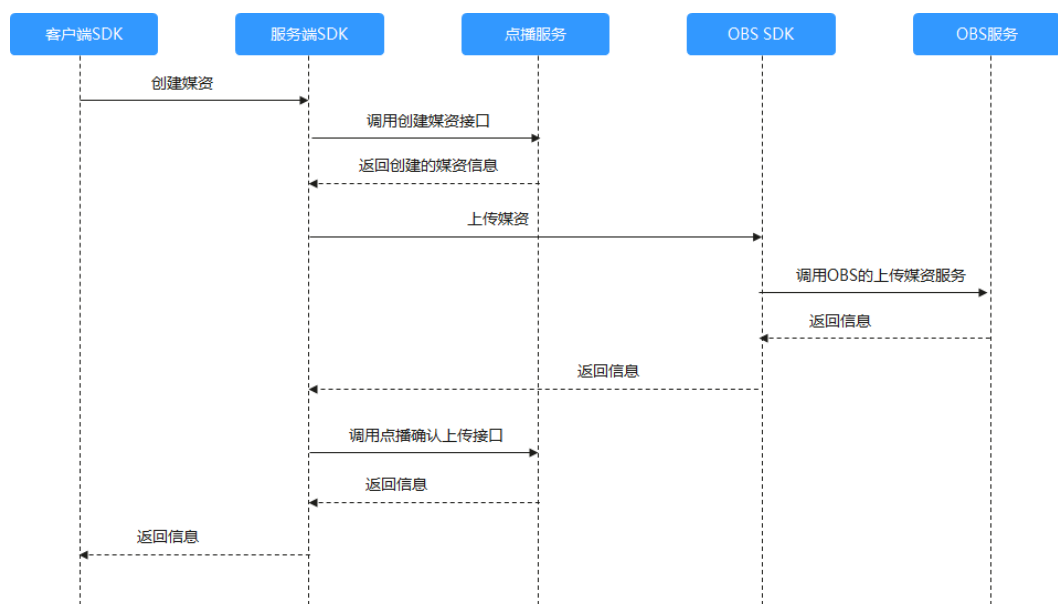 客户端SDK
服务端SDK
点播服务
OBS SDK
OBS服务
创建媒资
调用创建媒资接口
返回创建的媒资信息
上传媒资
调用OBS的上传媒资服务
返回信息
返回信息
调用点播确认上传接口
返回信息
返回信息